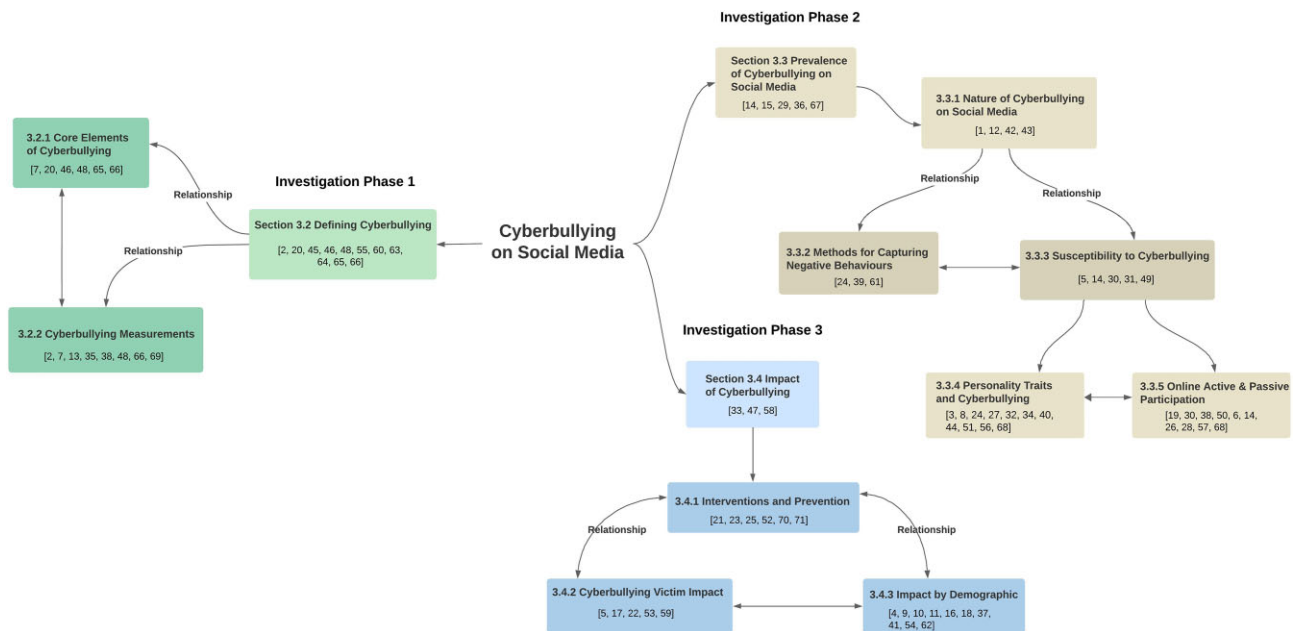 Investigation Phase 2
Section 3.3 Prevalence
of Cyberbullying on
Social Media
[14, 15, 29, 36, 67]
3.3.1 Nature of Cyberbullying
on Social Media
[1, 12, 42, 43]
3.2.1 Core Elements
of Cyberbullying
[7, 20, 46, 48, 65, 66]
Relationship
Investigation Phase 1
Section 3.2 Defining Cyberbullying
[2, 20, 45, 46, 48, 55, 60, 63,
64, 65, 66]
Relationship
3.2.2 Cyberbullying Measurements
[2, 7, 13, 35, 38, 48, 66, 69]
Cyberbullying
on Social Media
Relationship
Relationship
3.3.2 Methods for Capturing
Negative Behaviours
[24, 39, 61]
3.3.3 Susceptibility to Cyberbullying
[5, 14, 30, 31, 49]
3.3.4 Personality Traits
and Cyberbullying
[3, 8, 24, 27, 32, 34, 40,
44, 51, 56, 68]
3.3.5 Online Active & Passive
Participation
[19, 30, 38, 50, 6, 14,
26, 28, 57, 68]
Investigation Phase 3
Section 3.4 Impact
of Cyberbullying
[33, 47, 58]
3.4.1 Interventions and Prevention
[21, 23, 25, 52, 70, 71]
Relationship
Relationship
3.4.2 Cyberbullying Victim Impact
[5, 17, 22, 53, 59]
3.4.3 Impact by Demographic
[4, 9, 10, 11, 16, 18, 37,
41, 54, 62]